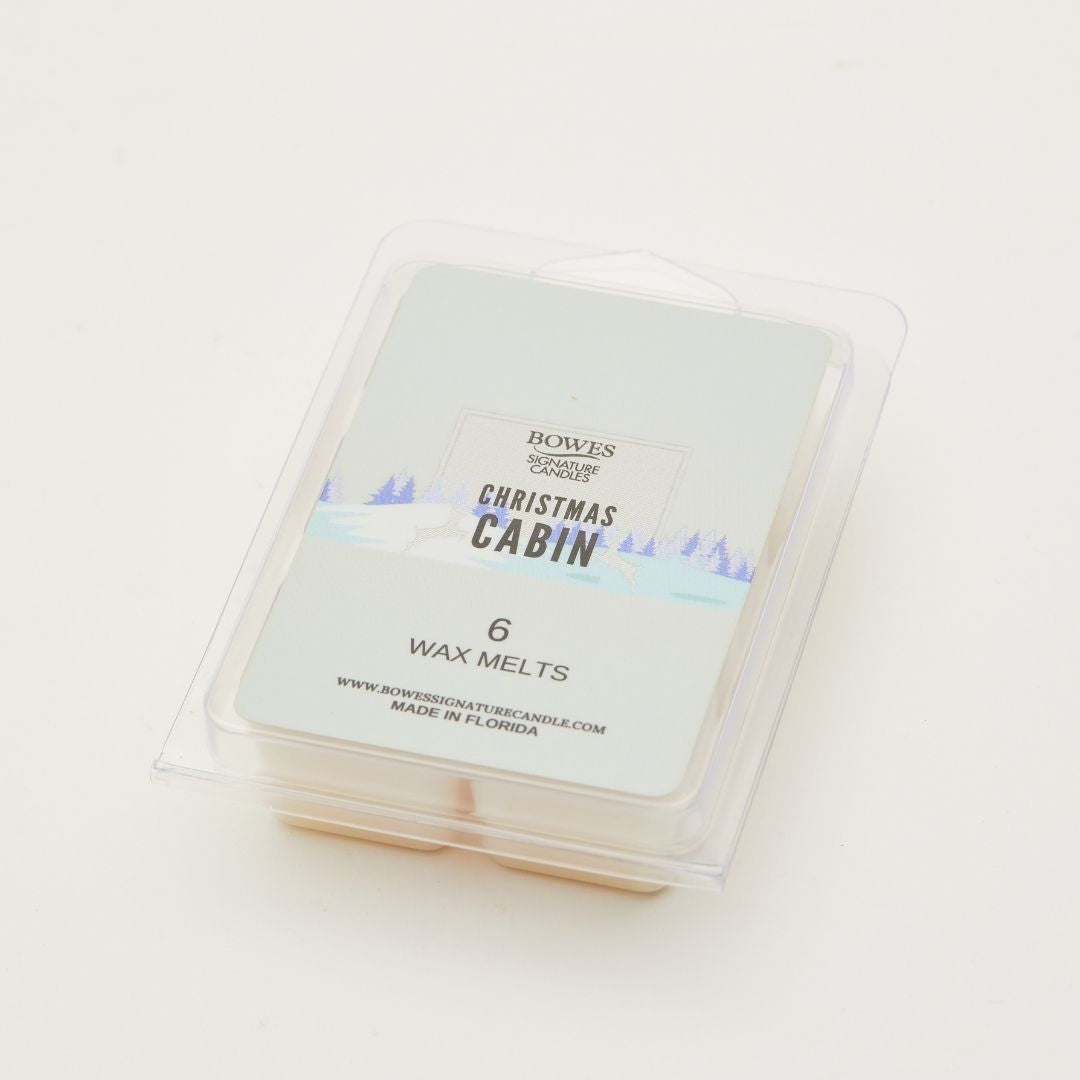 BOWES
SIGNATURE
CANDLES
CHRISTMAS
CABIN
6
WAX MELTS
WWW.BOWESSIGNATURECANDLE.COM
MADE IN FLORIDA